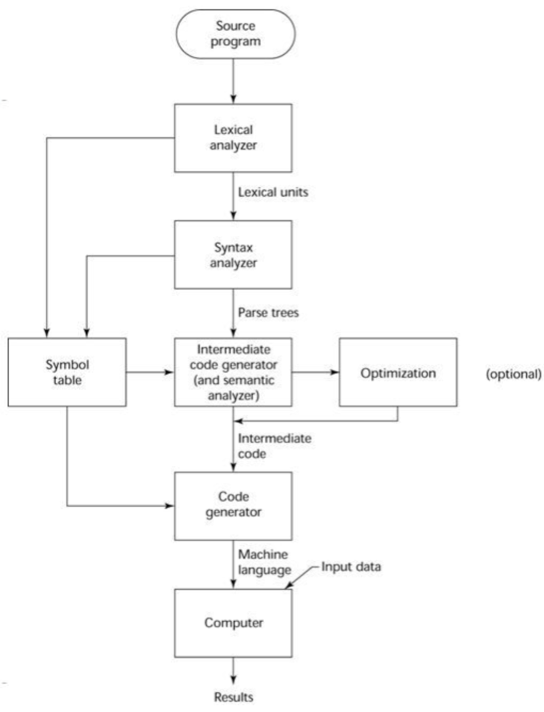 Source
program
Lexical
analyzer
Lexical units
Syntax
analyzer
Parse trees
Symbol
table
Intermediate
code generator
(and semantic
analyzer)
Optimization
(optional)
Intermediate
code
Code
generator
Machine
language
Input data
Computer
Results